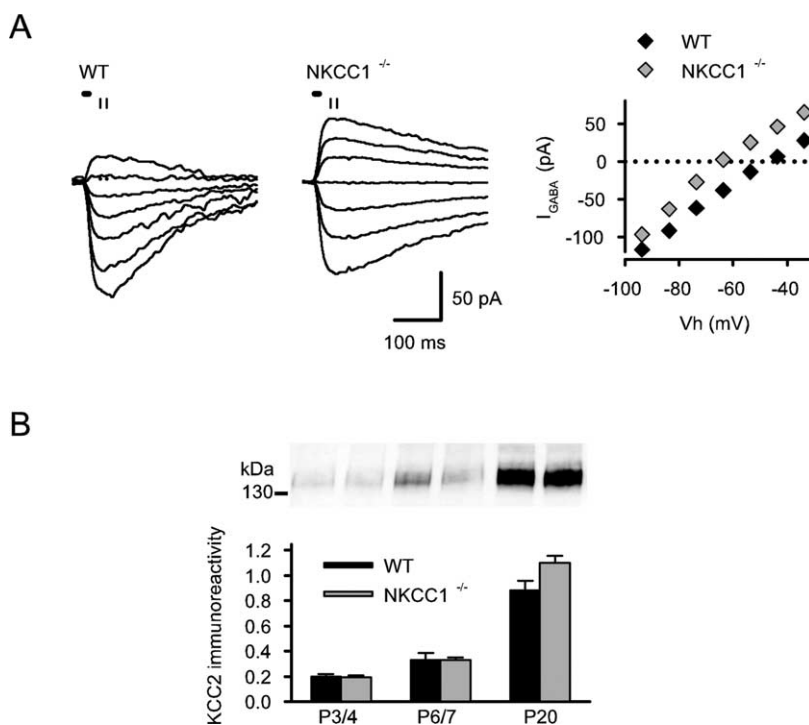 A
WT
NKCC1 -/-
50 pA
100 ms
WT
NKCC1 -/-
50
0
-50
-100
I GABA (pA)
-100 -80 -60 -40
Vh (mV)
B
kDa
130
1.2
1.0
0.8
0.6
0.4
0.2
0.0
KCC2 immunoreactivity
WT
NKCC1 -/-
P3/4 P6/7 P20